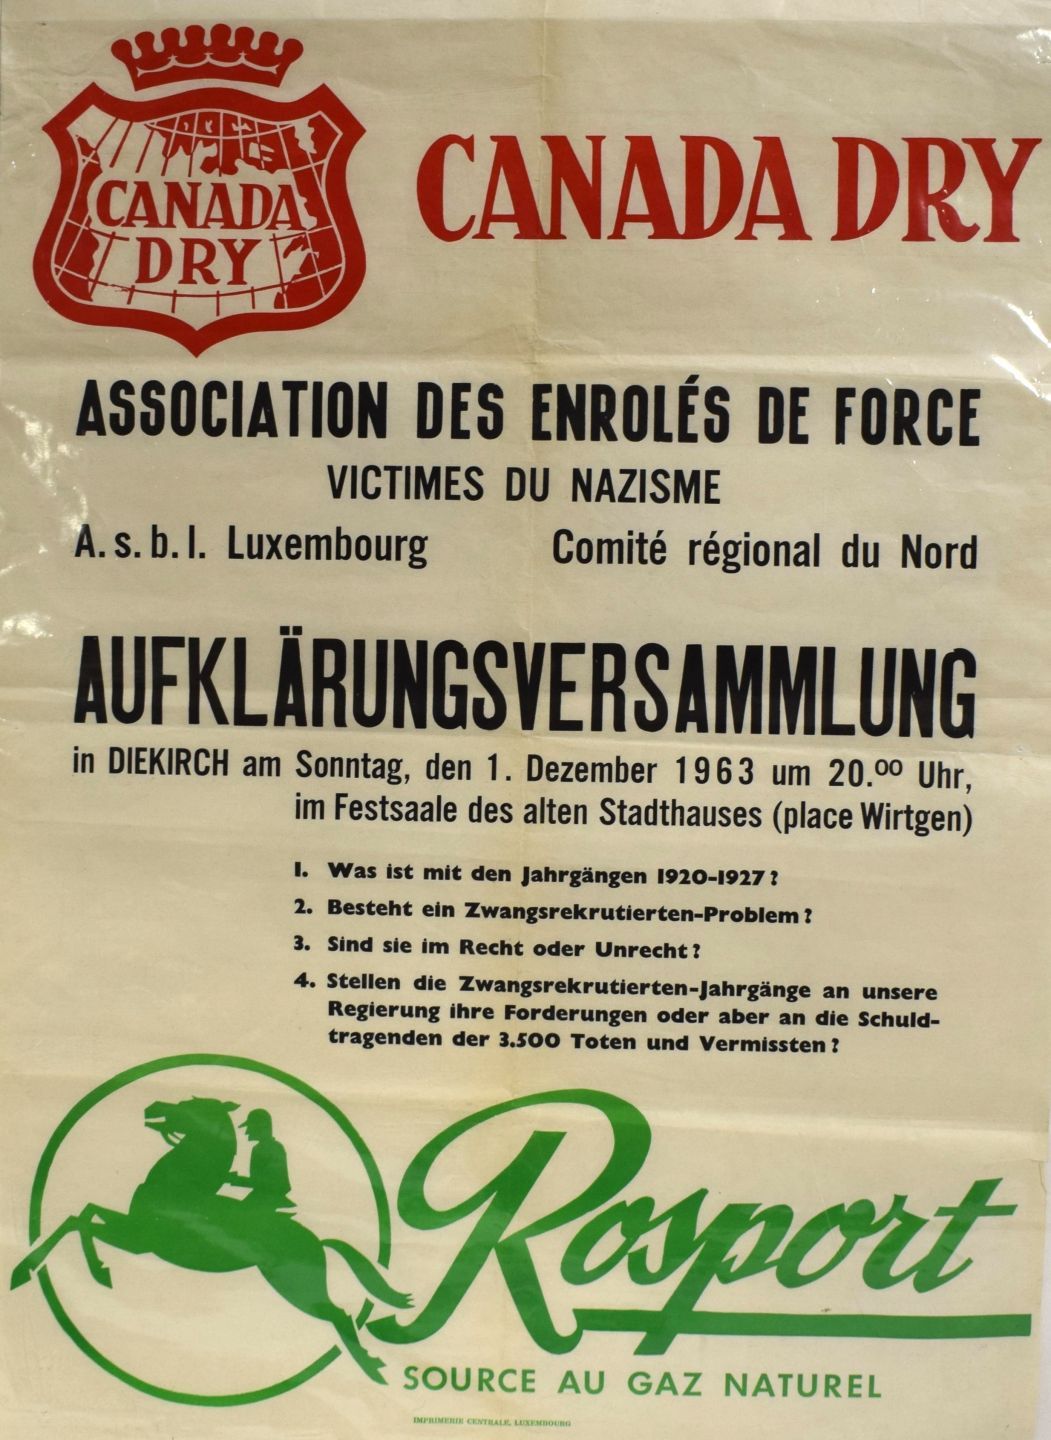 CANADA DRY
CANADA
DRY
ASSOCIATION DES ENROLÉS DE FORCE
VICTIMES DU NAZISME
A. s. b. l. Luxembourg Comité régional du Nord
AUFKLÄRUNGSVERSAMMLUNG
in DIEKIRCH am Sonntag, den 1. Dezember 1963 um 20.00 Uhr,
im Festsaale des alten Stadthauses (place Wirtgen)
1. Was ist mit den Jahrgängen 1920-1927?
2. Besteht ein Zwangsrekrutierten-Problem?
3. Sind sie im Recht oder Unrecht?
4. Stellen die Zwangsrekrutierten-Jahrgänge an unsere
Regierung ihre Forderungen oder aber an die Schuld-
tragenden der 3.500 Toten und Vermissten?
Rosport
SOURCE AU GAZ NATUREL
IMPRIMERIE CENTRALE, LUXEMBOURG